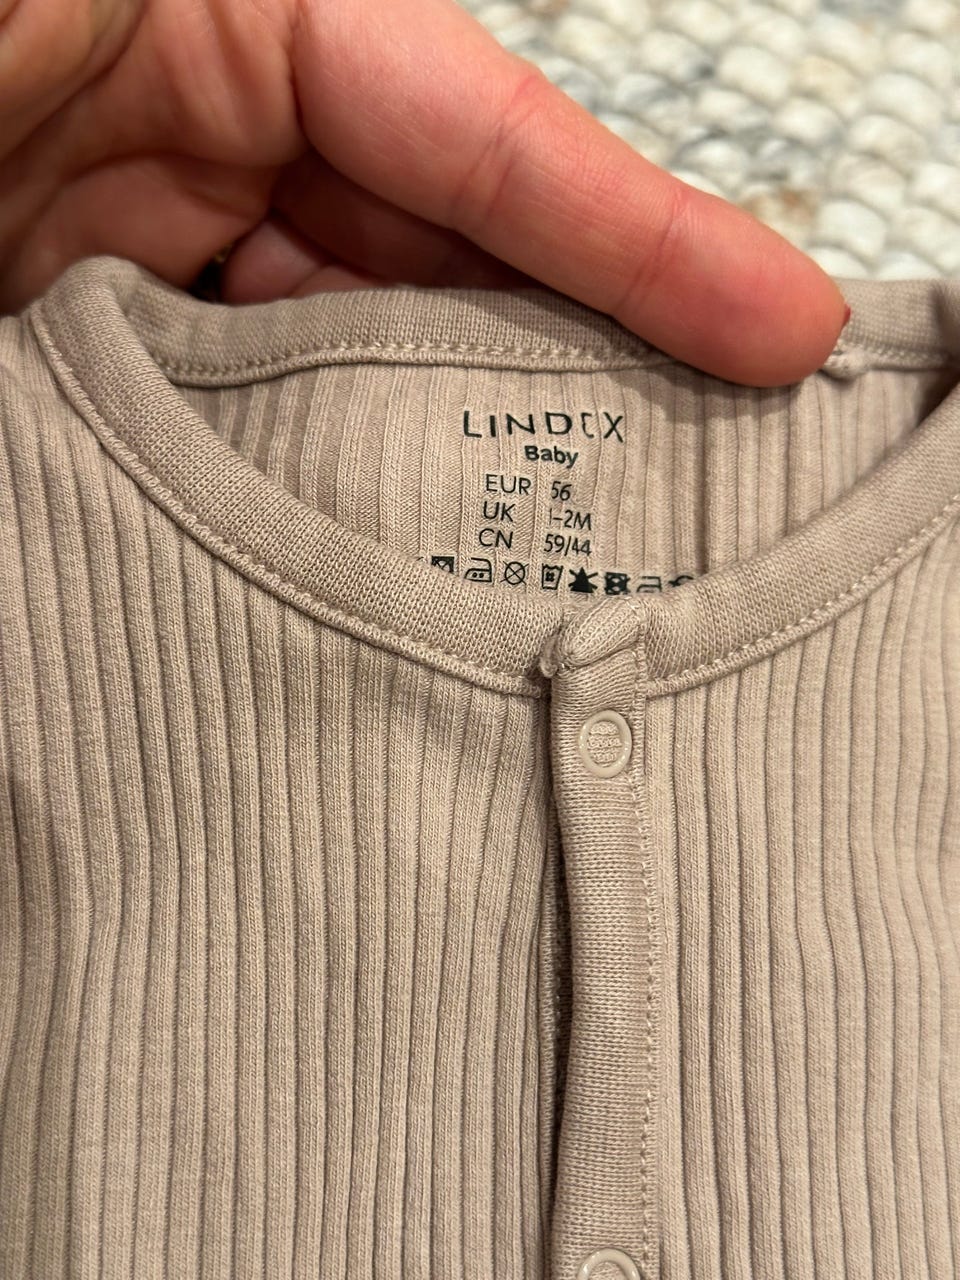 LINDEX
Baby
EUR 56
UK 1-2M
CN 59/44